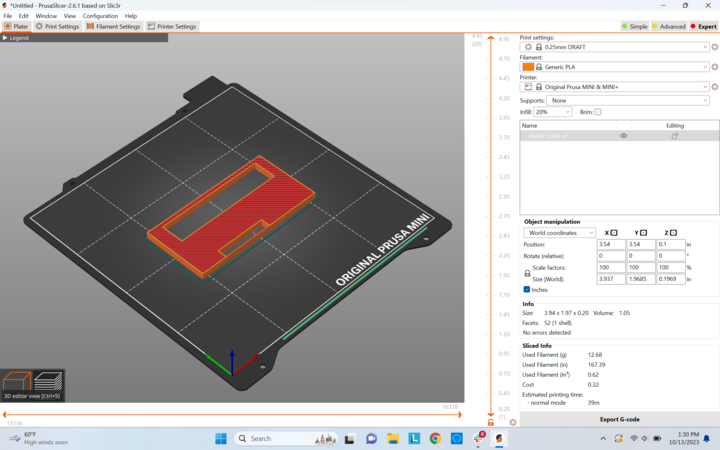 *Untitled - PrusaSlicer-2.6.1 based on Slic3r
File Edit Window View Configuration Help
Plater Print Settings Filament Settings Printer Settings Simple Advanced Expert
Legend
4.95
(20)
4.95
4.70
4.45
4.20
3.95
3.70
3.45
3.20
2.95
2.70
2.45
2.20
1.95
1.70
1.45
1.20
0.95
0.70
0.45
0.20
(1)
ORIGINAL PRUSA MINI
3D editor view [Ctrl+5]
16318
13536
Print settings:
0.25mm DRAFT
Filament:
Generic PLA
Printer:
Original Prusa MINI & MINI+
Supports: None
Infill: 20% Brim:
Name Editing
Object manipulation
World coordinates X Y Z
Position: 3.54 3.54 0.1 in
Rotate (relative): 0 0 0 °
Scale factors: 100 100 100 %
Size [World]: 3.937 1.9685 0.1969 in
Inches
Info
Size: 3.94 x 1.97 x 0.20 Volume: 1.05
Facets: 52 (1 shell)
No errors detected
Sliced Info
Used Filament (g) 12.68
Used Filament (in) 167.39
Used Filament (in³) 0.62
Cost 0.32
Estimated printing time:
- normal mode 39m
Export G-code
60°F
High winds soon
Search
L
1:30 PM
10/13/2023